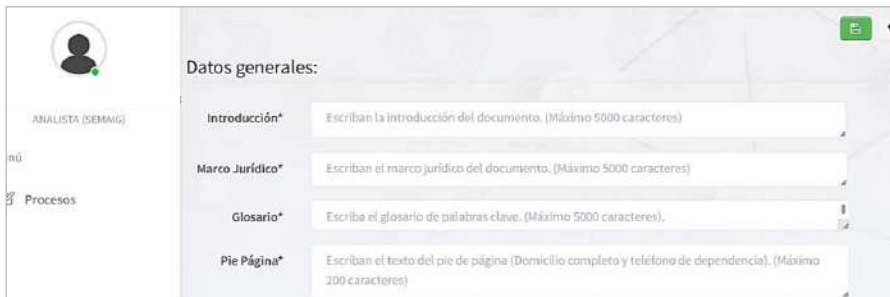 Datos generales:
ANALISTA (SEMAIG)
nú
Procesos
Introducción*
Escriban la introducción del documento. (Máximo 5000 caracteres)
Marco Jurídico*
Escriban el marco jurídico del documento. (Máximo 5000 caracteres)
Glosario*
Escriba el glosario de palabras clave. (Máximo 5000 caracteres).
Pie Página*
Escriban el texto del pie de página (Domicilio completo y teléfono de dependencia). (Máximo
200 caracteres)